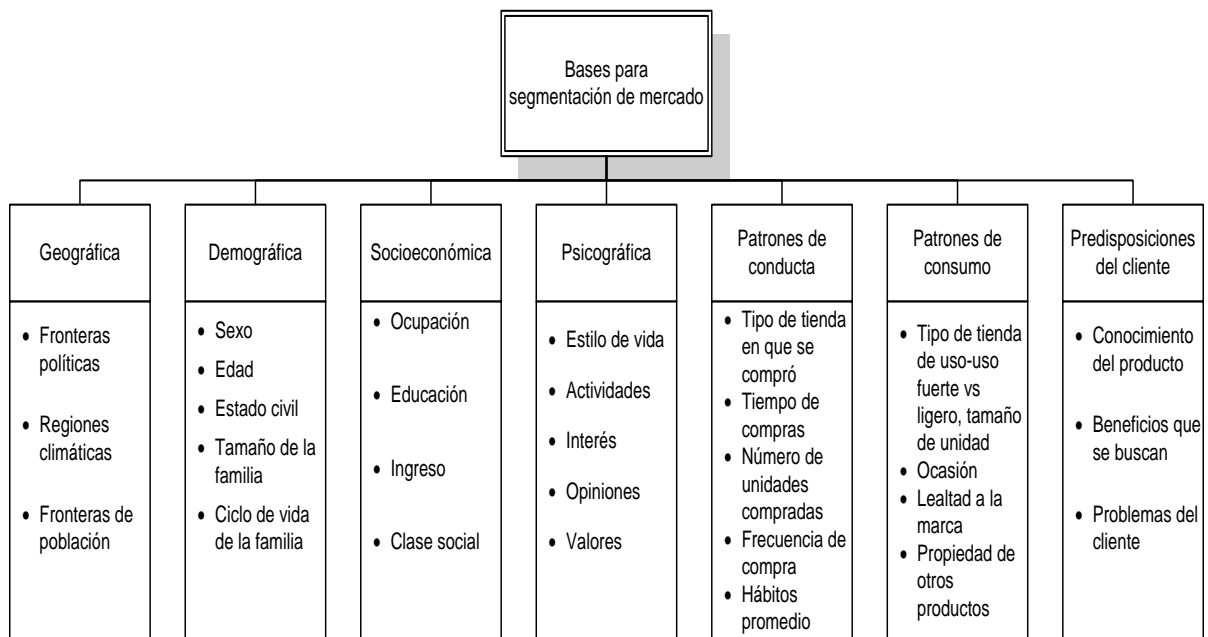 Bases para
segmentación de mercado
Geográfica
• Fronteras
políticas
• Regiones
climáticas
• Fronteras de
población
Demográfica
• Sexo
• Edad
• Estado civil
• Tamaño de la
familia
• Ciclo de vida
de la familia
Socioeconómica
• Ocupación
• Educación
• Ingreso
• Clase social
Psicográfica
• Estilo de vida
• Actividades
• Interés
• Opiniones
• Valores
Patrones de
conducta
• Tipo de tienda
en que se
compró
• Tiempo de
compras
• Número de
unidades
compradas
• Frecuencia de
compra
• Hábitos
promedio
Patrones de
consumo
• Tipo de tienda
de uso-uso
fuerte vs
ligero, tamaño
de unidad
• Ocasión
• Lealtad a la
marca
• Propiedad de
otros
productos
Predisposiciones
del cliente
• Conocimiento
del producto
• Beneficios que
se buscan
• Problemas del
cliente